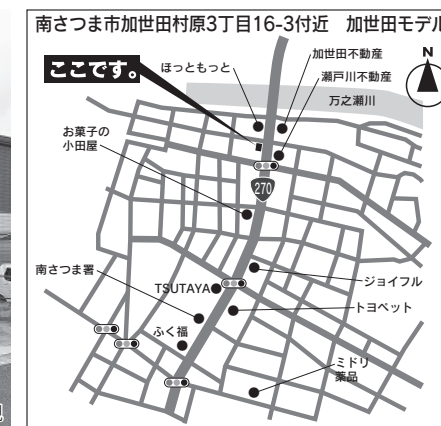 南さつま市加世田村原3丁目16-3付近 加世田モデル
加世田不動産
ほっともっと
瀬戸川不動産
ここです。
N
万之瀬川
お菓子の
小田屋
270
南さつま署
TSUTAYA
ジョイフル
トヨペット
ふく福
ミドリ
薬品